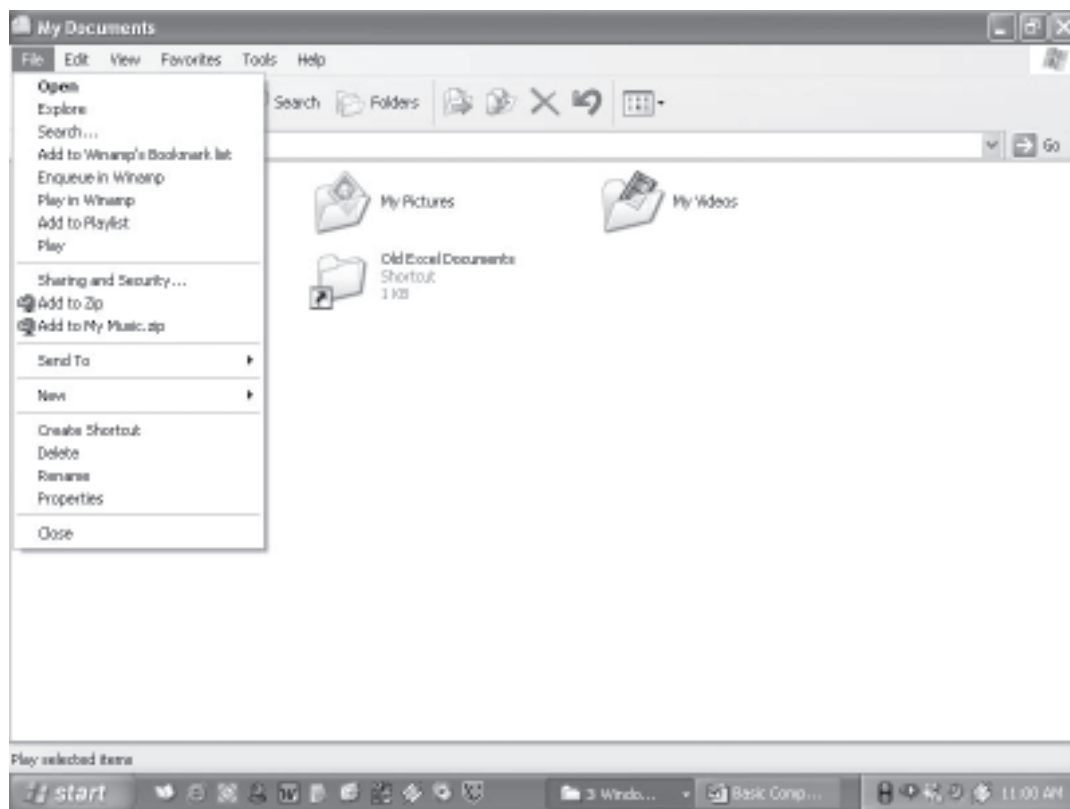 My Documents
File Edit View Favorites Tools Help
Open
Explore
Search...
Add to Winamp's Bookmark list
Enqueue in Winamp
Play in Winamp
Add to Playlist
Play
Sharing and Security...
Add to Zip
Add to My Music.zip
Send To
New
Create Shortcut
Delete
Rename
Properties
Close
Search Folders
Go
My Pictures
My Videos
Old Excel Documents
Shortcut
1 KB
Play selected items
start
3 Windo...
Basic Comp...
11:00 AM